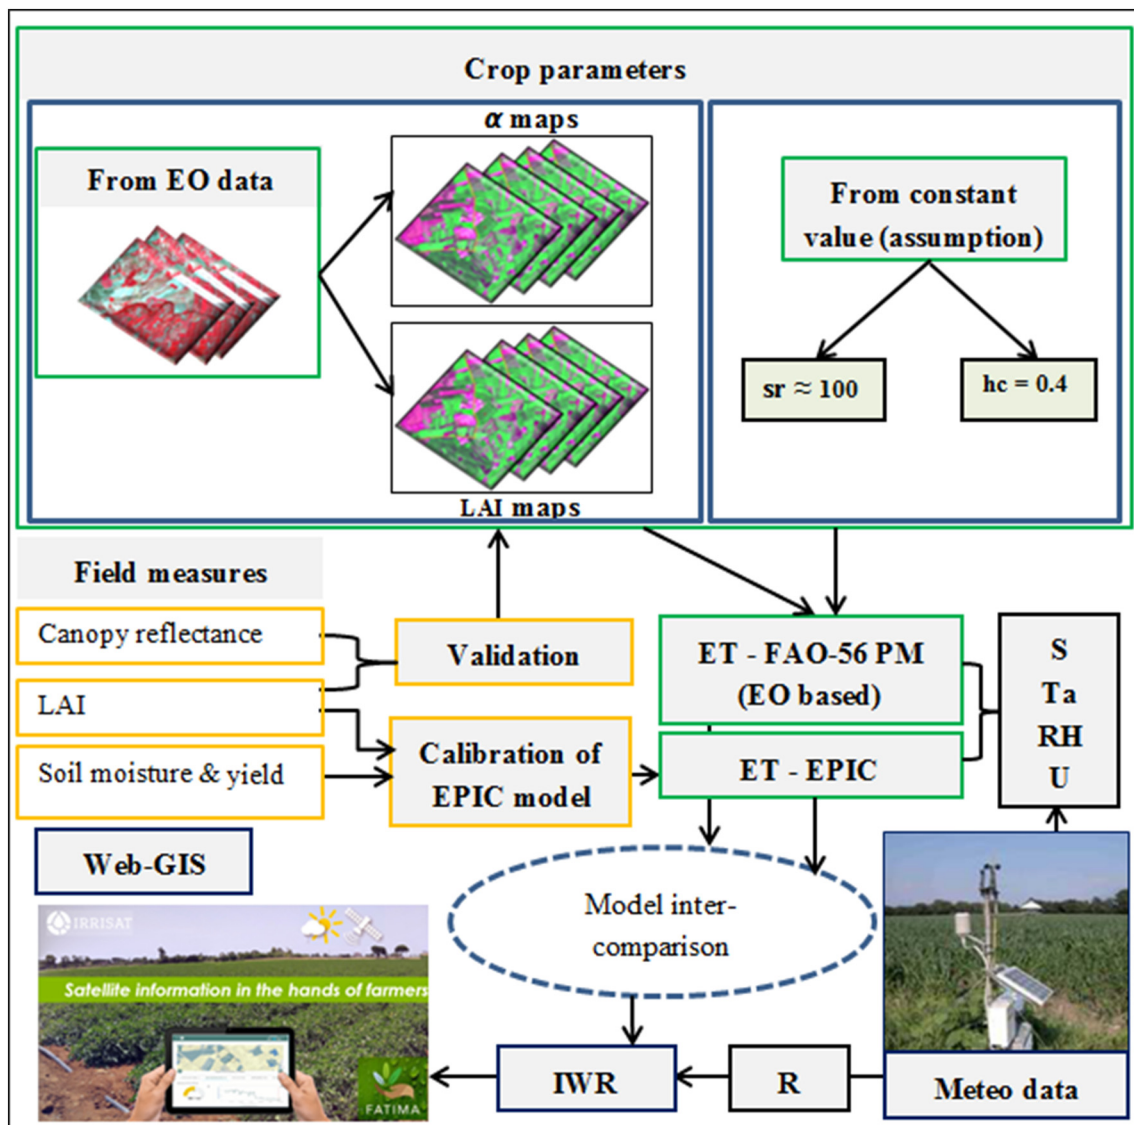 Crop parameters
α maps
From EO data
LAI maps
From constant
value (assumption)
sr ≈ 100
hc = 0.4
Field measures
Canopy reflectance
LAI
Soil moisture & yield
Validation
Calibration of
EPIC model
ET - FAO-56 PM
(EO based)
ET - EPIC
S
Ta
RH
U
Web-GIS
IRRISAT
Satellite information in the hands of farmers
FATIMA
Model inter-
comparison
IWR
R
Meteo data